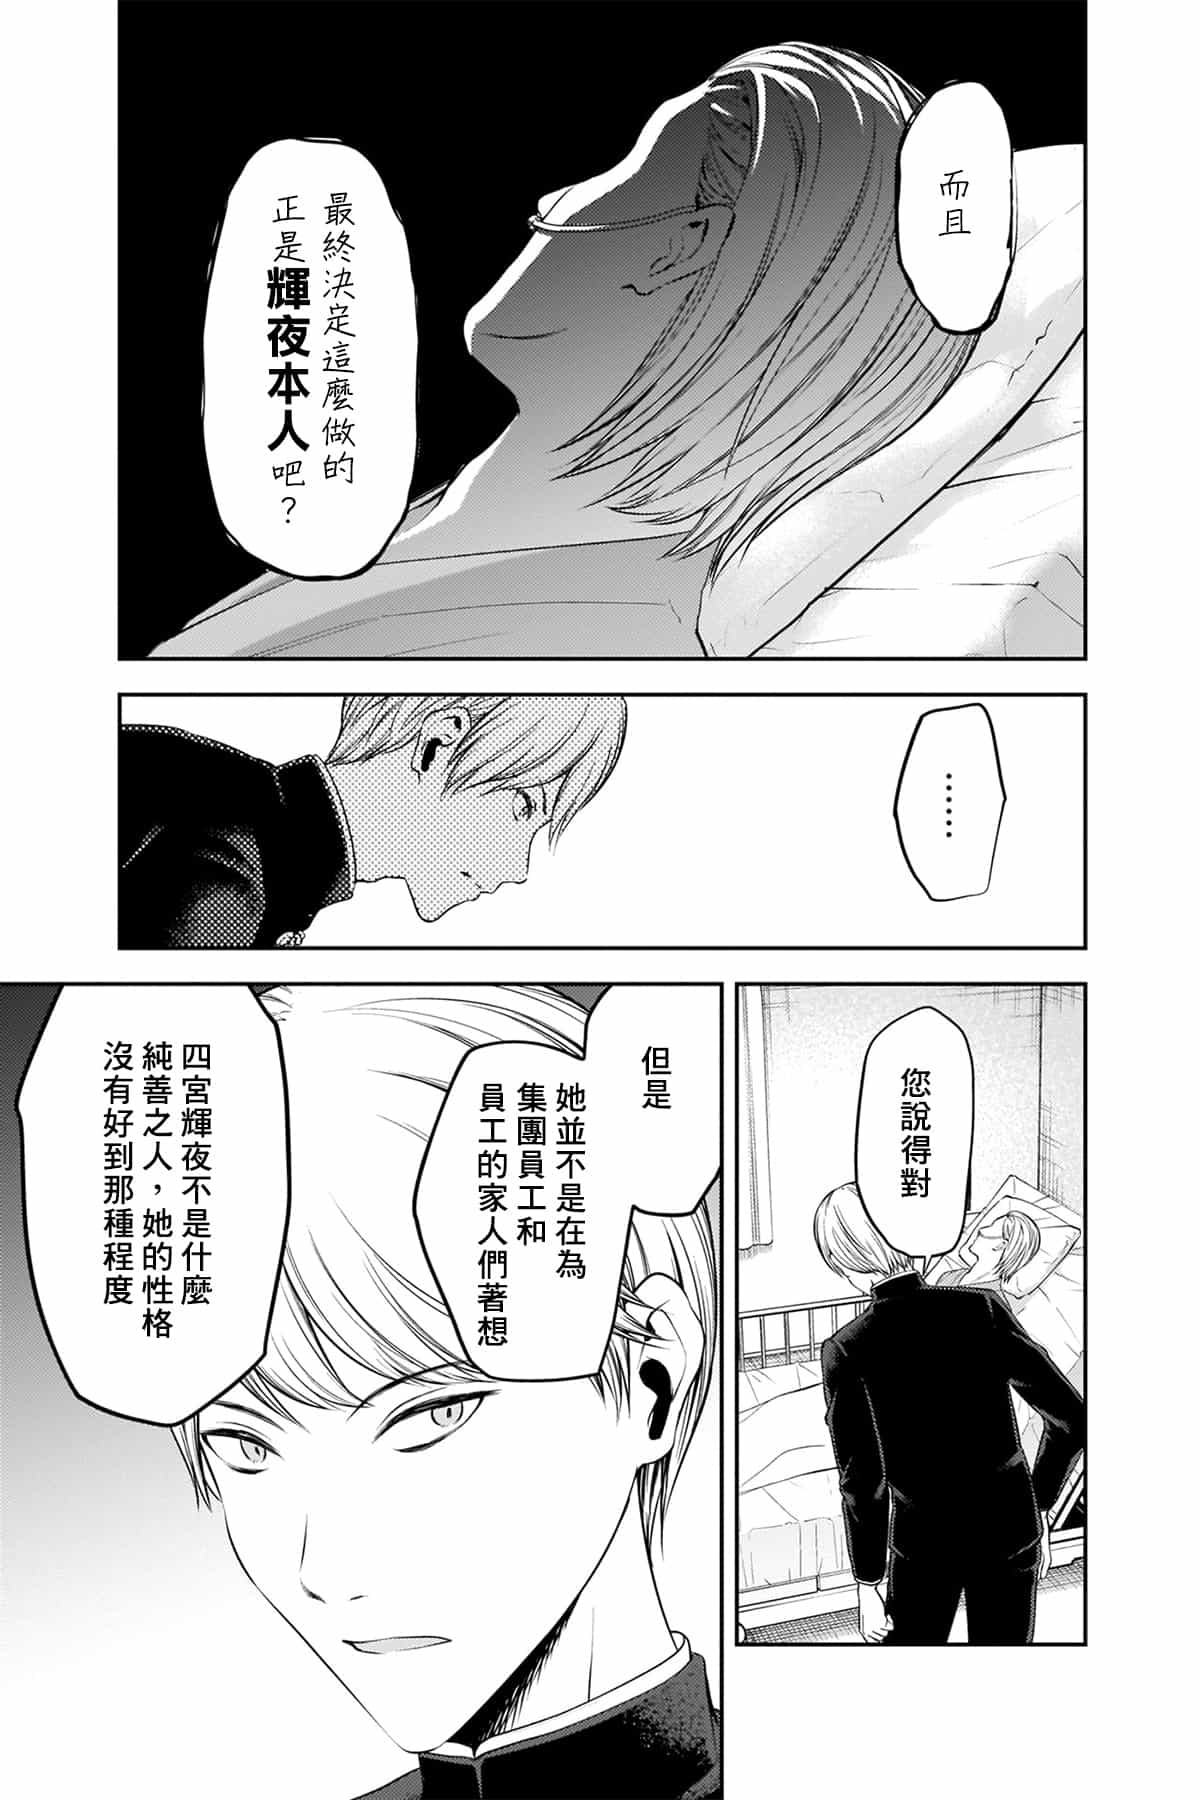 而且
最終決定這麼做的
正是輝夜本人吧？
⋯⋯⋯
您說得對
但是
她並不是在為
集團員工和
員工的家人們著想
四宮輝夜不是什麼
純善之人，她的性格
沒有好到那種程度